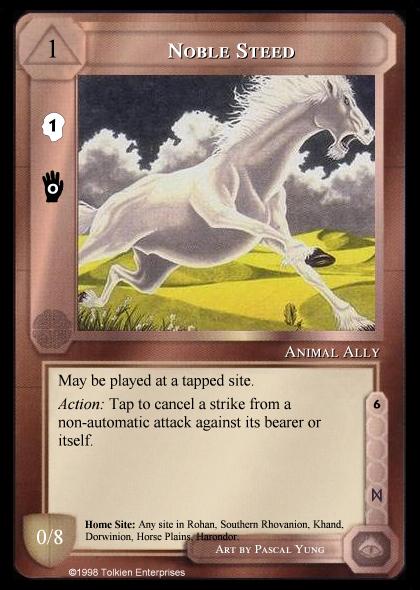 1
Noble Steed
1
0
Animal Ally
May be played at a tapped site.
Action: Tap to cancel a strike from a
non-automatic attack against its bearer or
itself.
6
0/8
Home Site: Any site in Rohan, Southern Rhovanion, Khand,
Dorwinion, Horse Plains, Harondor.
Art by Pascal Yung
©1998 Tolkien Enterprises